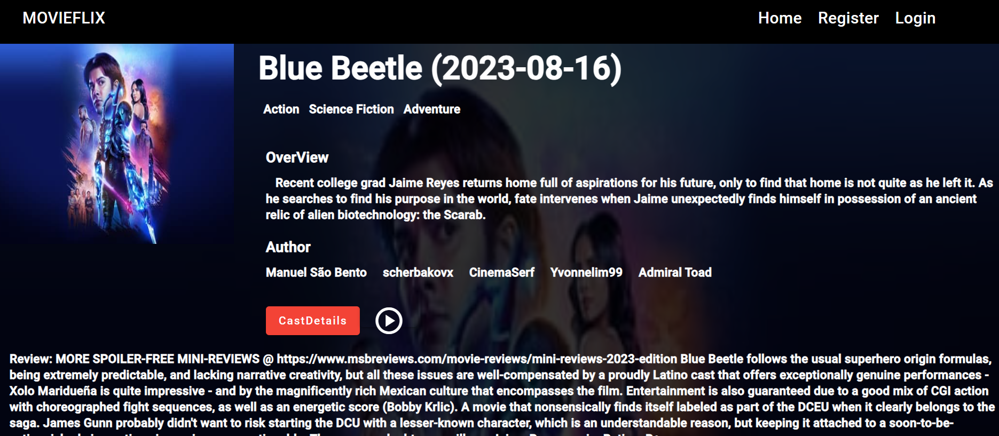 MOVIEFLIX
Home Register Login
Blue Beetle (2023-08-16)
Action Science Fiction Adventure
OverView
Recent college grad Jaime Reyes returns home full of aspirations for his future, only to find that home is not quite as he left it. As
he searches to find his purpose in the world, fate intervenes when Jaime unexpectedly finds himself in possession of an ancient
relic of alien biotechnology: the Scarab.
Author
Manuel São Bento scherbakovx CinemaSerf Yvonnelim99 Admiral Toad
CastDetails
Review: MORE SPOILER-FREE MINI-REVIEWS @ https://www.msbreviews.com/movie-reviews/mini-reviews-2023-edition Blue Beetle follows the usual superhero origin formulas,
being extremely predictable, and lacking narrative creativity, but all these issues are well-compensated by a proudly Latino cast that offers exceptionally genuine performances -
Xolo Maridueña is quite impressive - and by the magnificently rich Mexican culture that encompasses the film. Entertainment is also guaranteed due to a good mix of CGI action
with choreographed fight sequences, as well as an energetic score (Bobby Krlic). A movie that nonsensically finds itself labeled as part of the DCEU when it clearly belongs to the
saga. James Gunn probably didn't want to risk starting the DCU with a lesser-known character, which is an understandable reason, but keeping it attached to a soon-to-be-